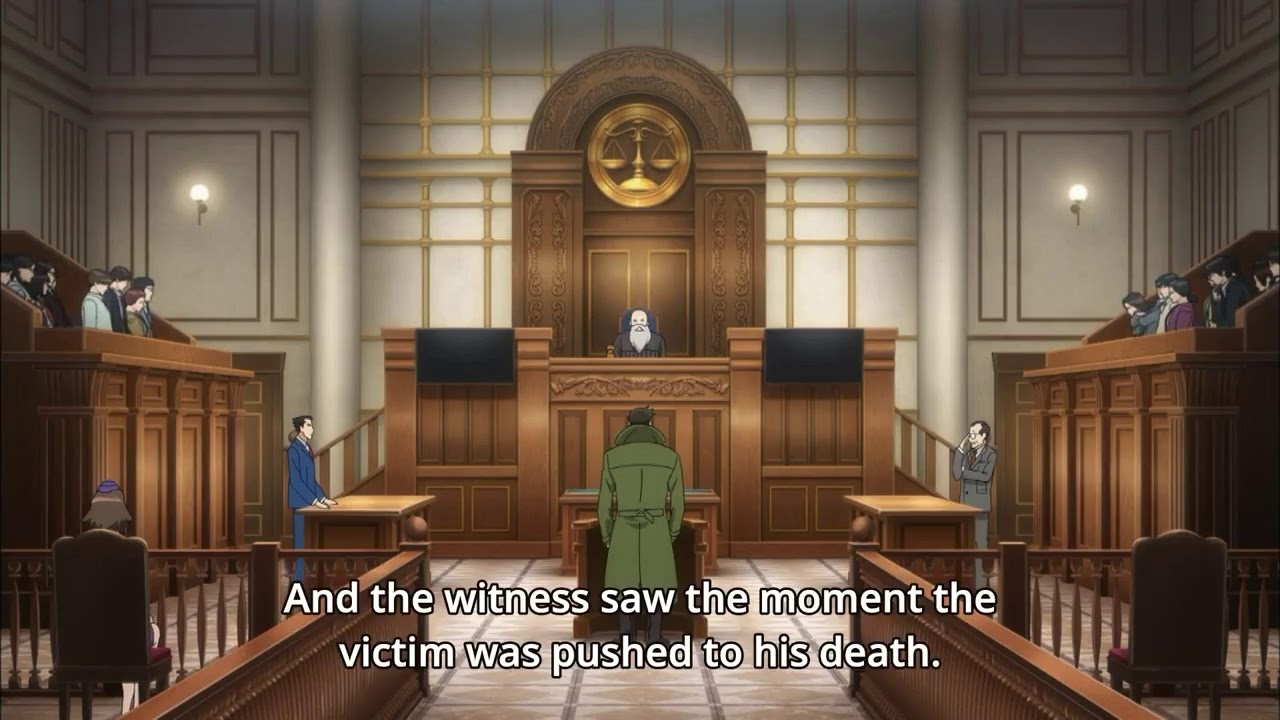 And the witness saw the moment the
victim was pushed to his death.